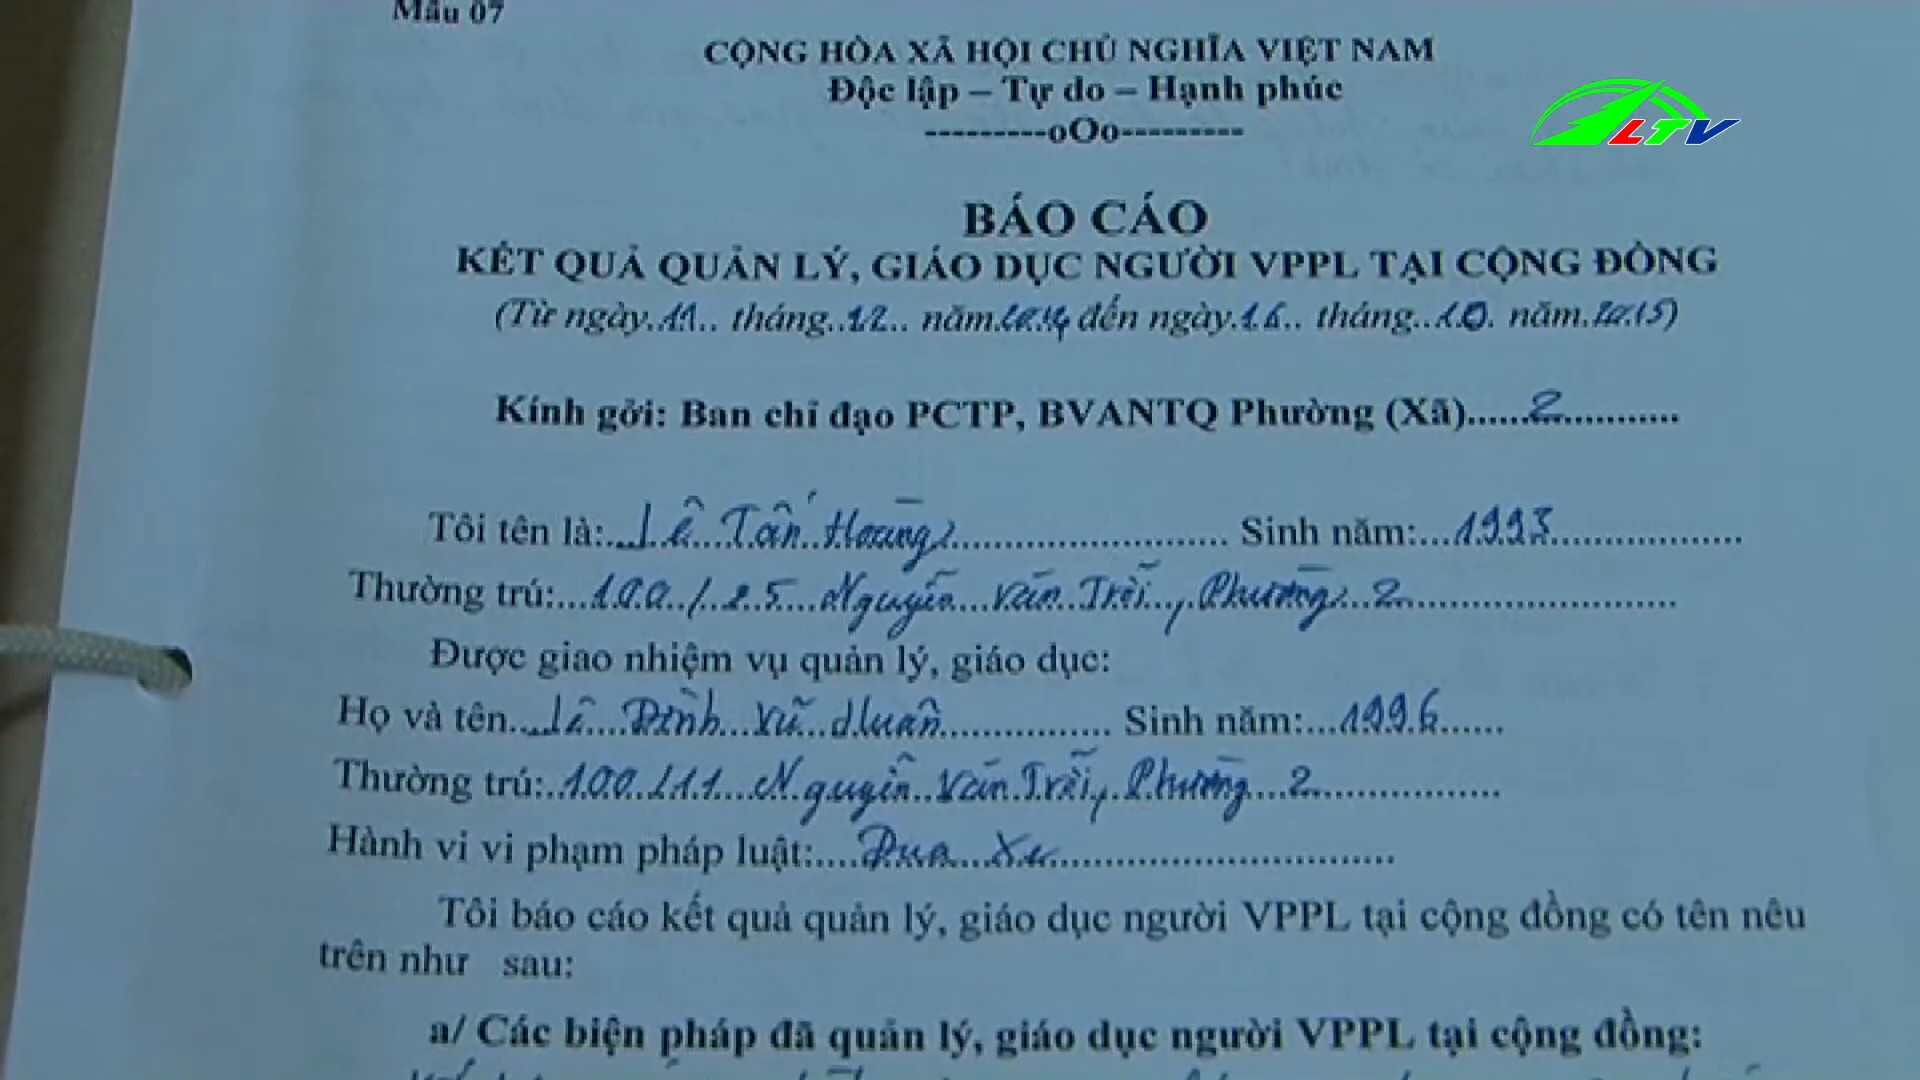 Mẫu 07
CỘNG HÒA XÃ HỘI CHỦ NGHĨA VIỆT NAM
Độc lập – Tự do – Hạnh phúc
---------oOo---------
LTV
BÁO CÁO
KẾT QUẢ QUẢN LÝ, GIÁO DỤC NGƯỜI VPPL TẠI CỘNG ĐỒNG
(Từ ngày..11.. tháng..12.. năm.2014 đến ngày.16.. tháng..10. năm.2015)
Kính gởi: Ban chỉ đạo PCTP, BVANTQ Phường (Xã)......2............
Tôi tên là:...Lê Tấn Hoàng............................ Sinh năm:...1993....................
Thường trú:...100/25 Nguyễn Văn Trỗi, Phường 2............................
Được giao nhiệm vụ quản lý, giáo dục:
Họ và tên...Lê Đình Vũ Huân................. Sinh năm:...1996......
Thường trú:.100/11 Nguyễn Văn Trỗi, Phường 2..................
Hành vi vi phạm pháp luật:....Đua xe..................................
Tôi báo cáo kết quả quản lý, giáo dục người VPPL tại cộng đồng có tên nêu
trên như sau:
a/ Các biện pháp đã quản lý, giáo dục người VPPL tại cộng đồng: